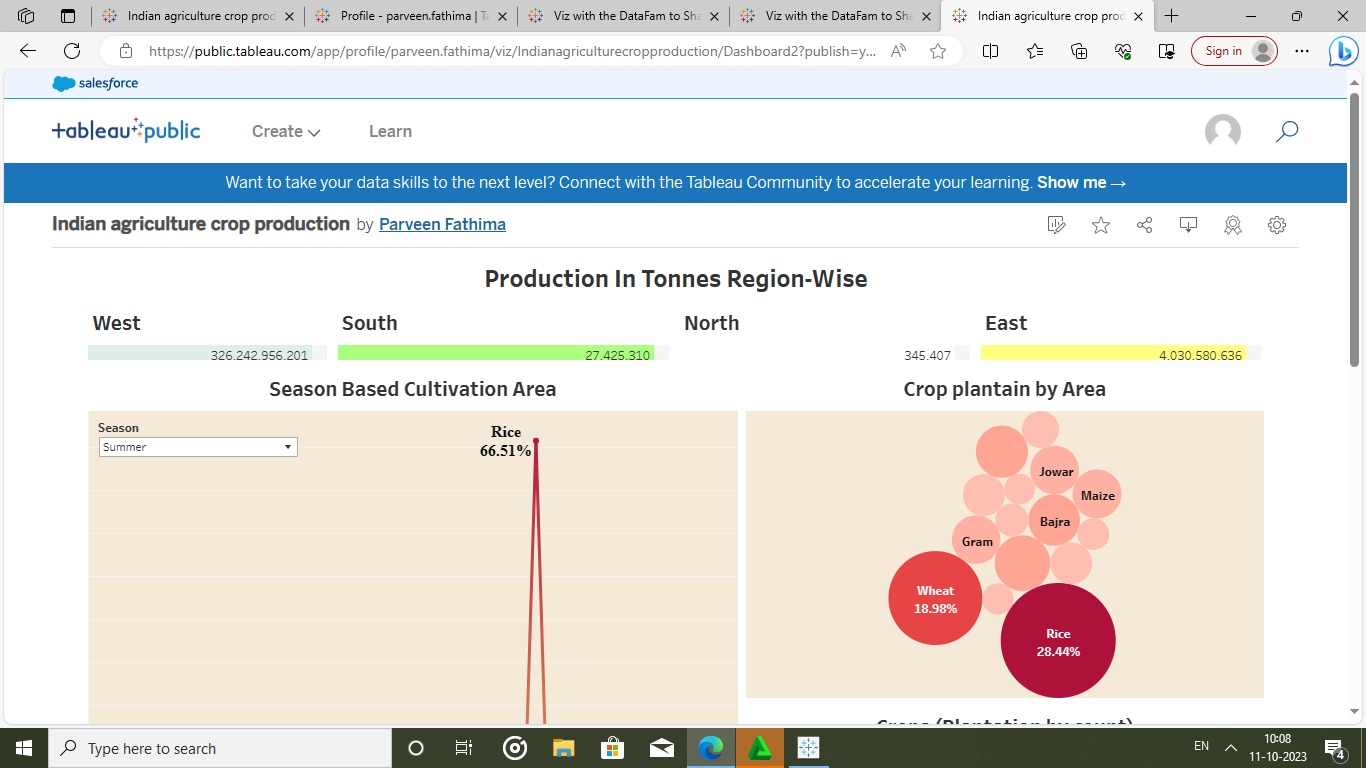 Indian agriculture crop prod
Profile - parveen.fathima | Ta
Viz with the DataFam to Sha
Viz with the DataFam to Sha
Indian agriculture crop prod
https://public.tableau.com/app/profile/parveen.fathima/viz/Indianagriculturecropproduction/Dashboard2?publish=y...
Sign in
salesforce
tableau public
Create
Learn
Want to take your data skills to the next level? Connect with the Tableau Community to accelerate your learning. Show me →
Indian agriculture crop production by Parveen Fathima
Production In Tonnes Region-Wise
West South North East
326.242.956.201 27.425.310 345.407 4.030.580.636
Season Based Cultivation Area
Season
Summer
Rice
66.51%
Crop plantain by Area
Jowar
Maize
Bajra
Gram
Wheat
18.98%
Rice
28.44%
Type here to search
EN
10:08
11-10-2023
4